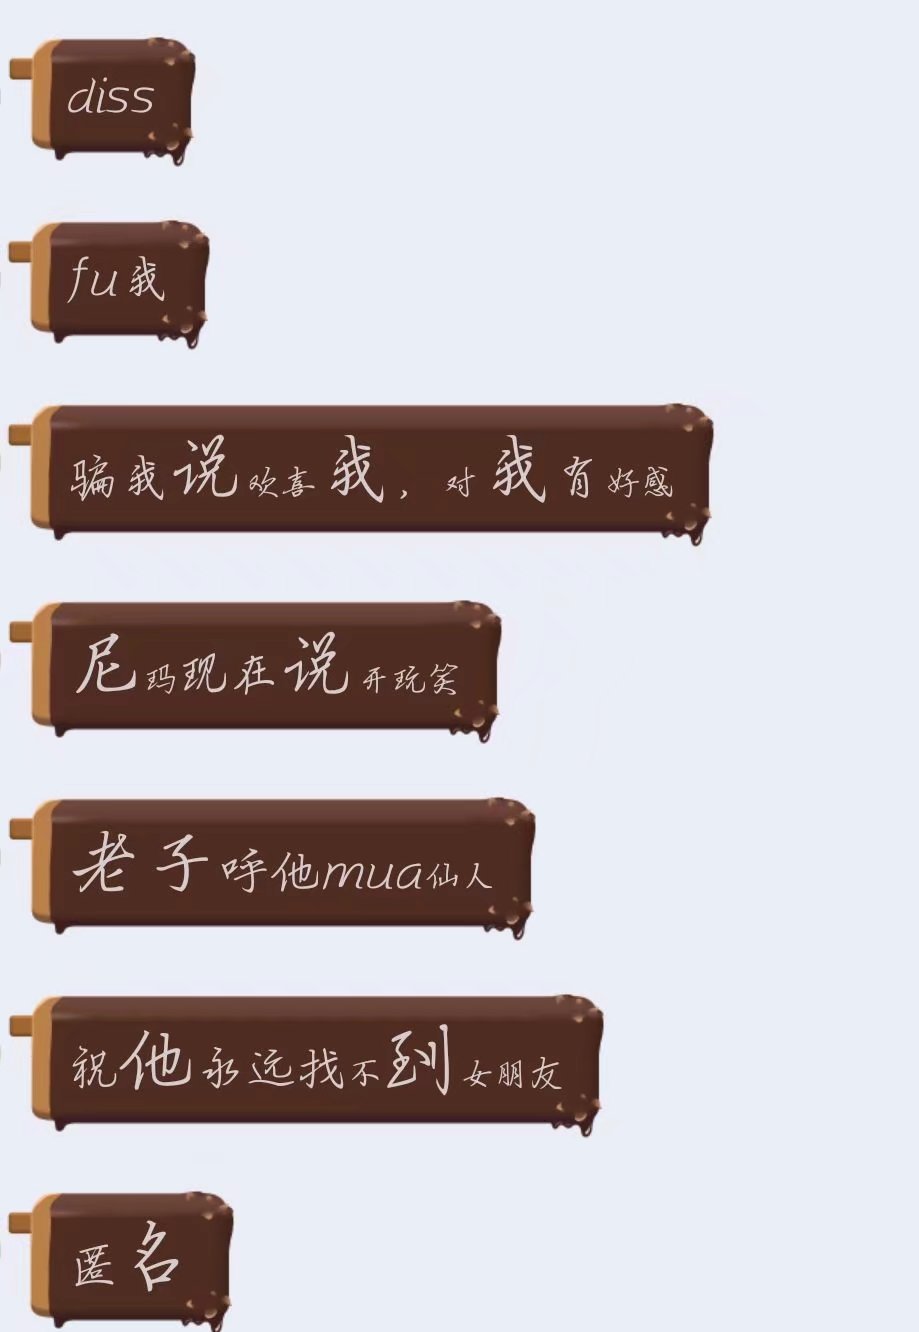 diss
fu我
骗我说欢喜我，对我有好感
尼玛现在说开玩笑
老子呼他mua仙人
祝他永远找不到女朋友
匿名